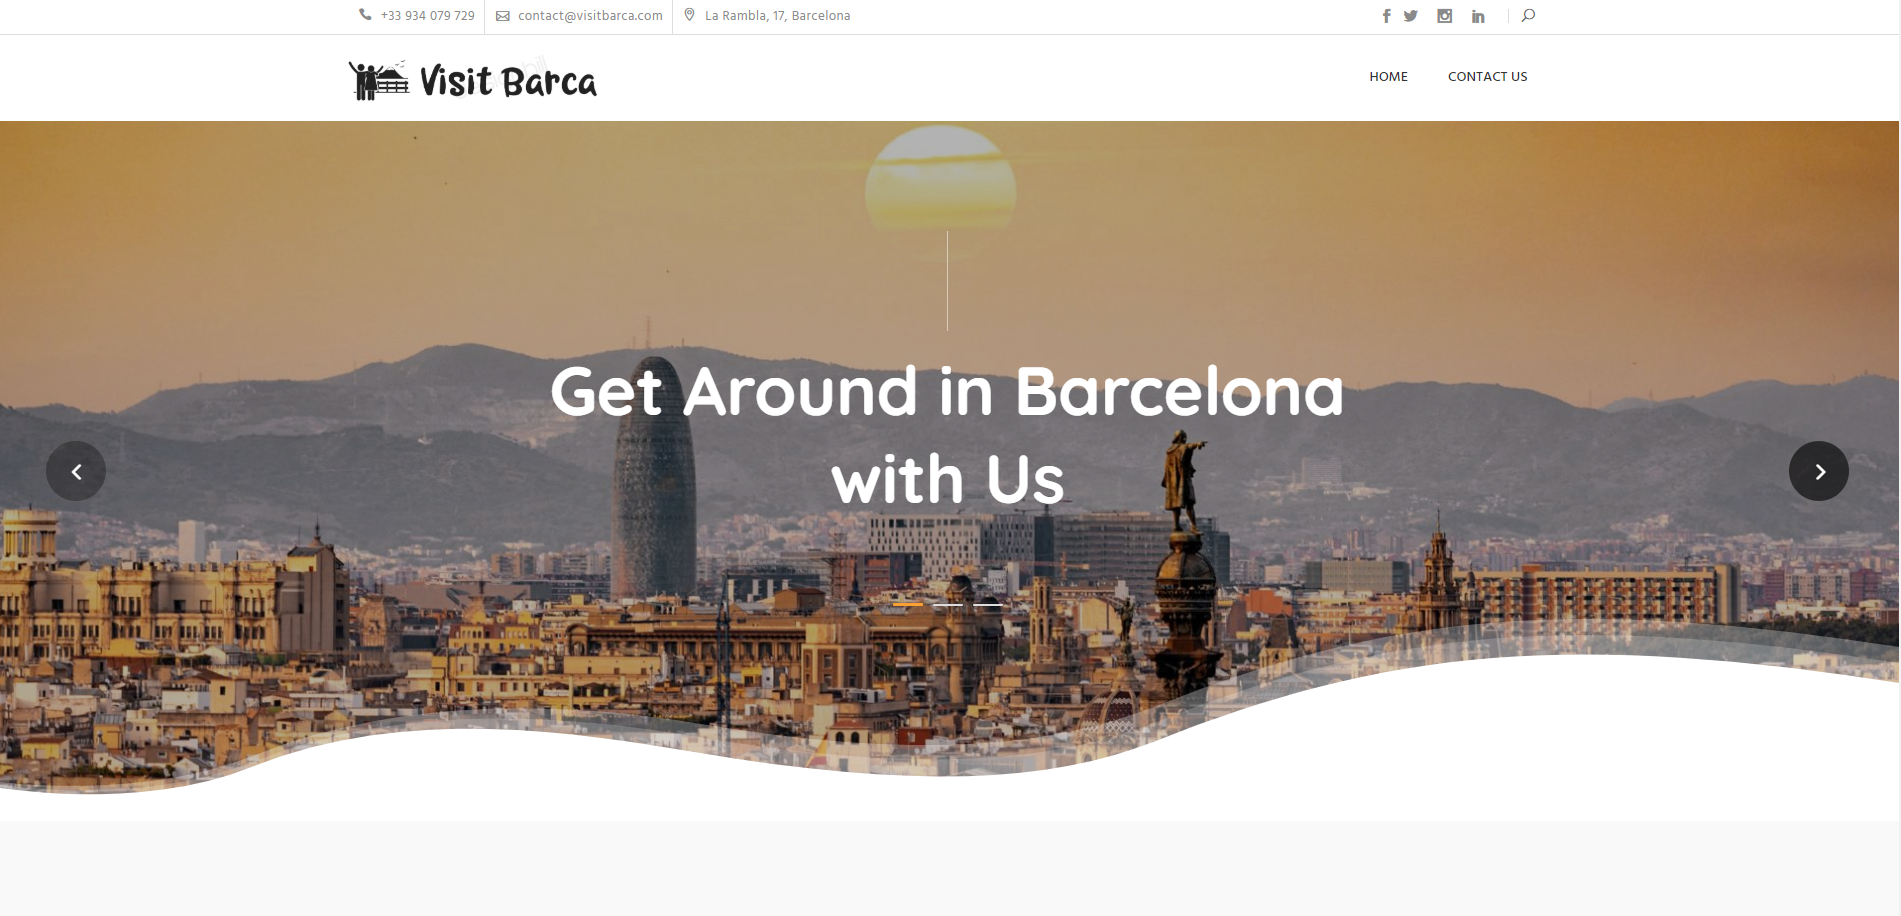 +33 934 079 729
contact@visitbarca.com
La Rambla, 17, Barcelona
Visit Barca
HOME
CONTACT US
Get Around in Barcelona
with Us